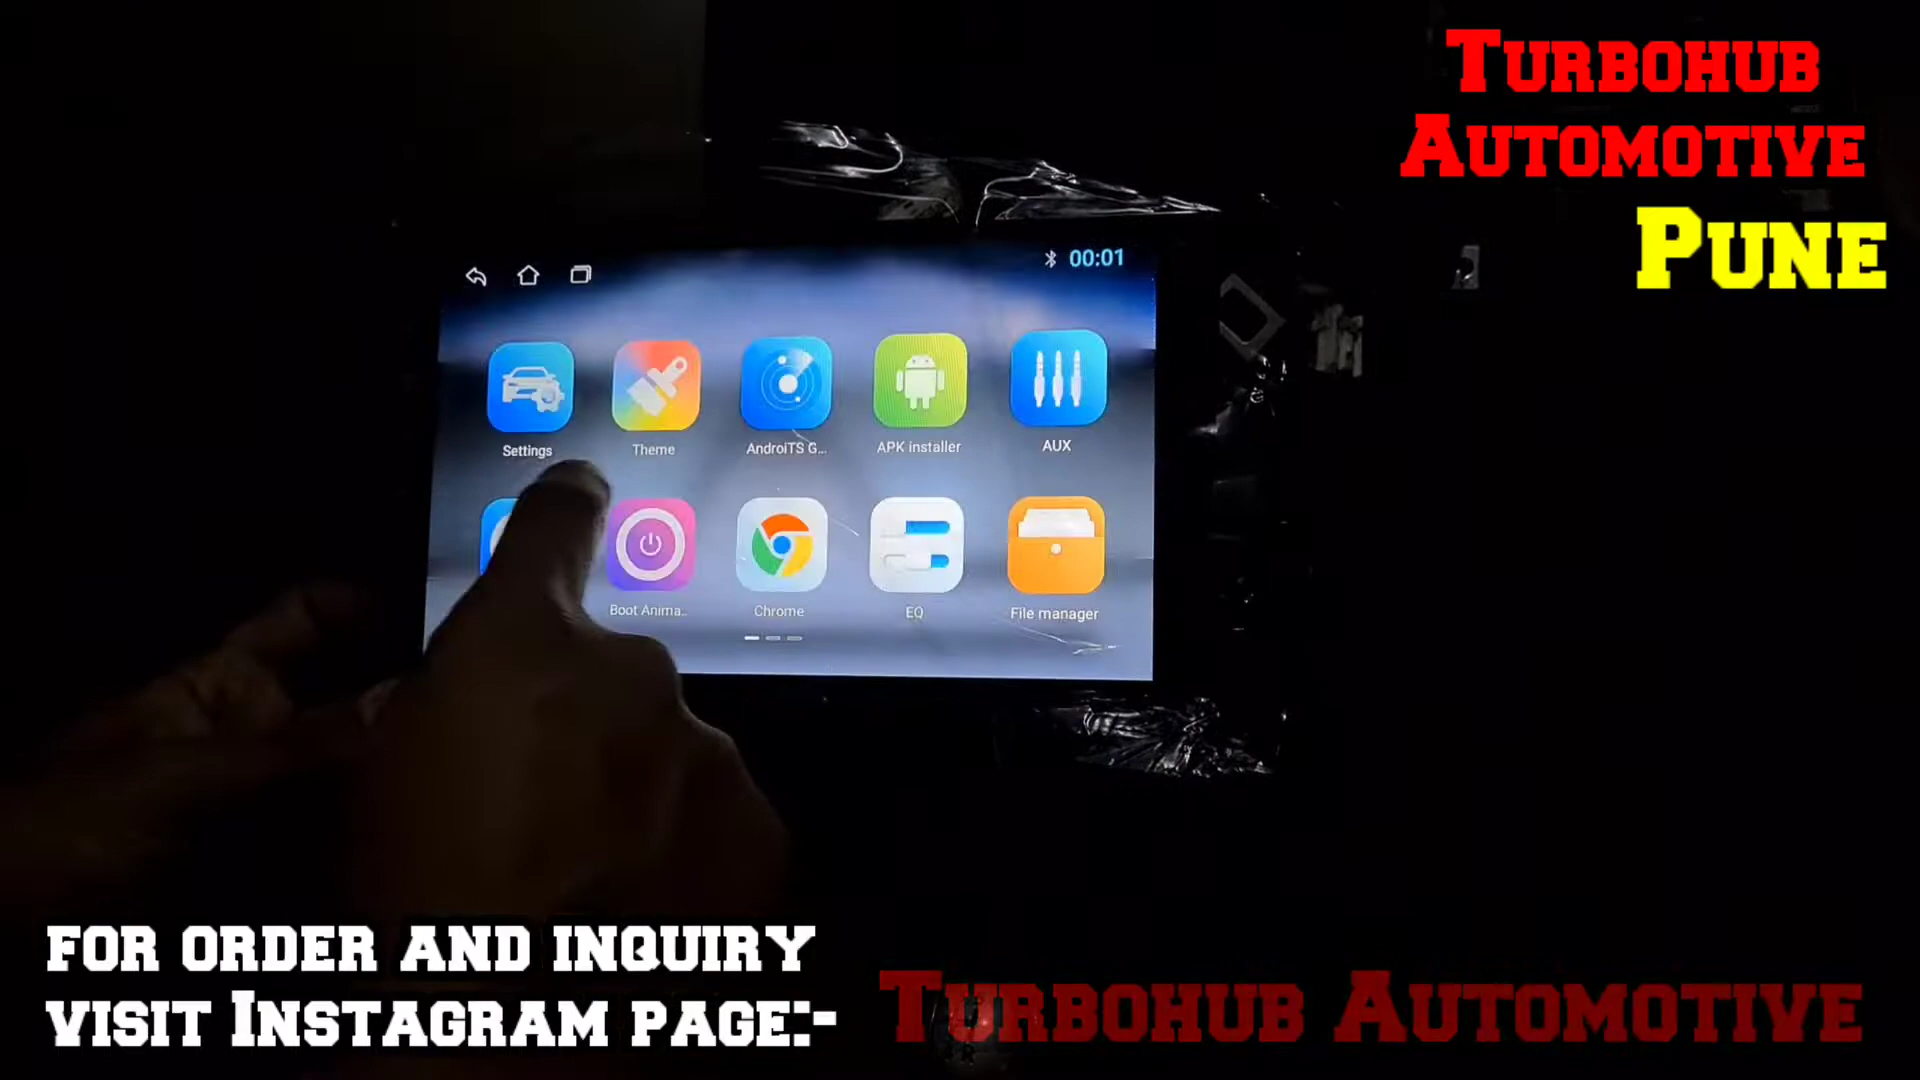 Turbohub
Automotive
Pune
00:01
Settings
Theme
AndroiTS G...
APK installer
AUX
Boot Anima..
Chrome
EQ
File manager
for order and inquiry
visit Instagram page:-
Turbohub Automotive